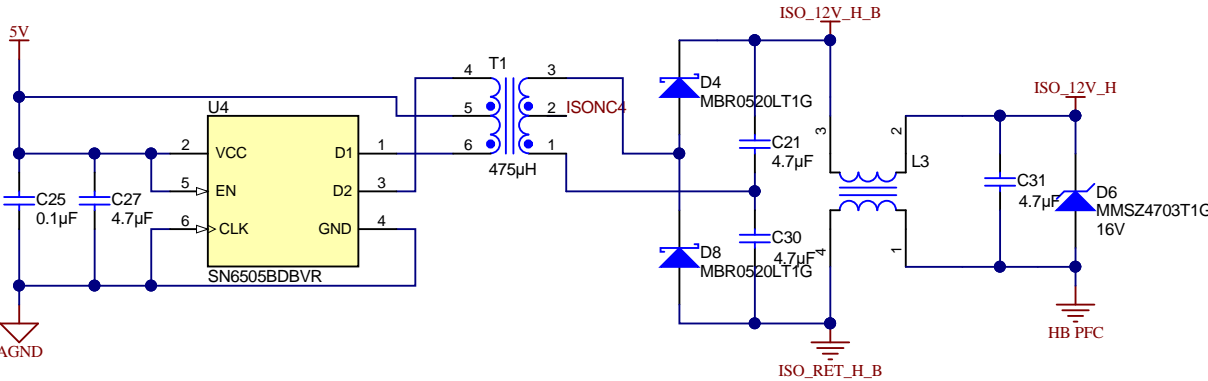 ISO_12V_H_B
5V
T1
4
3
D4
MBR0520LT1G
ISO_12V_H
U4
5
2
ISONC4
3
2
2
VCC
D1
1
6
1
475µH
C21
4.7µF
L3
C25
0.1µF
C27
4.7µF
5
EN
D2
3
C31
4.7µF
D6
MMSZ4703T1G
16V
6
CLK
GND
4
D8
MBR0520LT1G
C30
4.7µF
4
1
SN6505BDBVR
AGND
HB PFC
ISO_RET_H_B